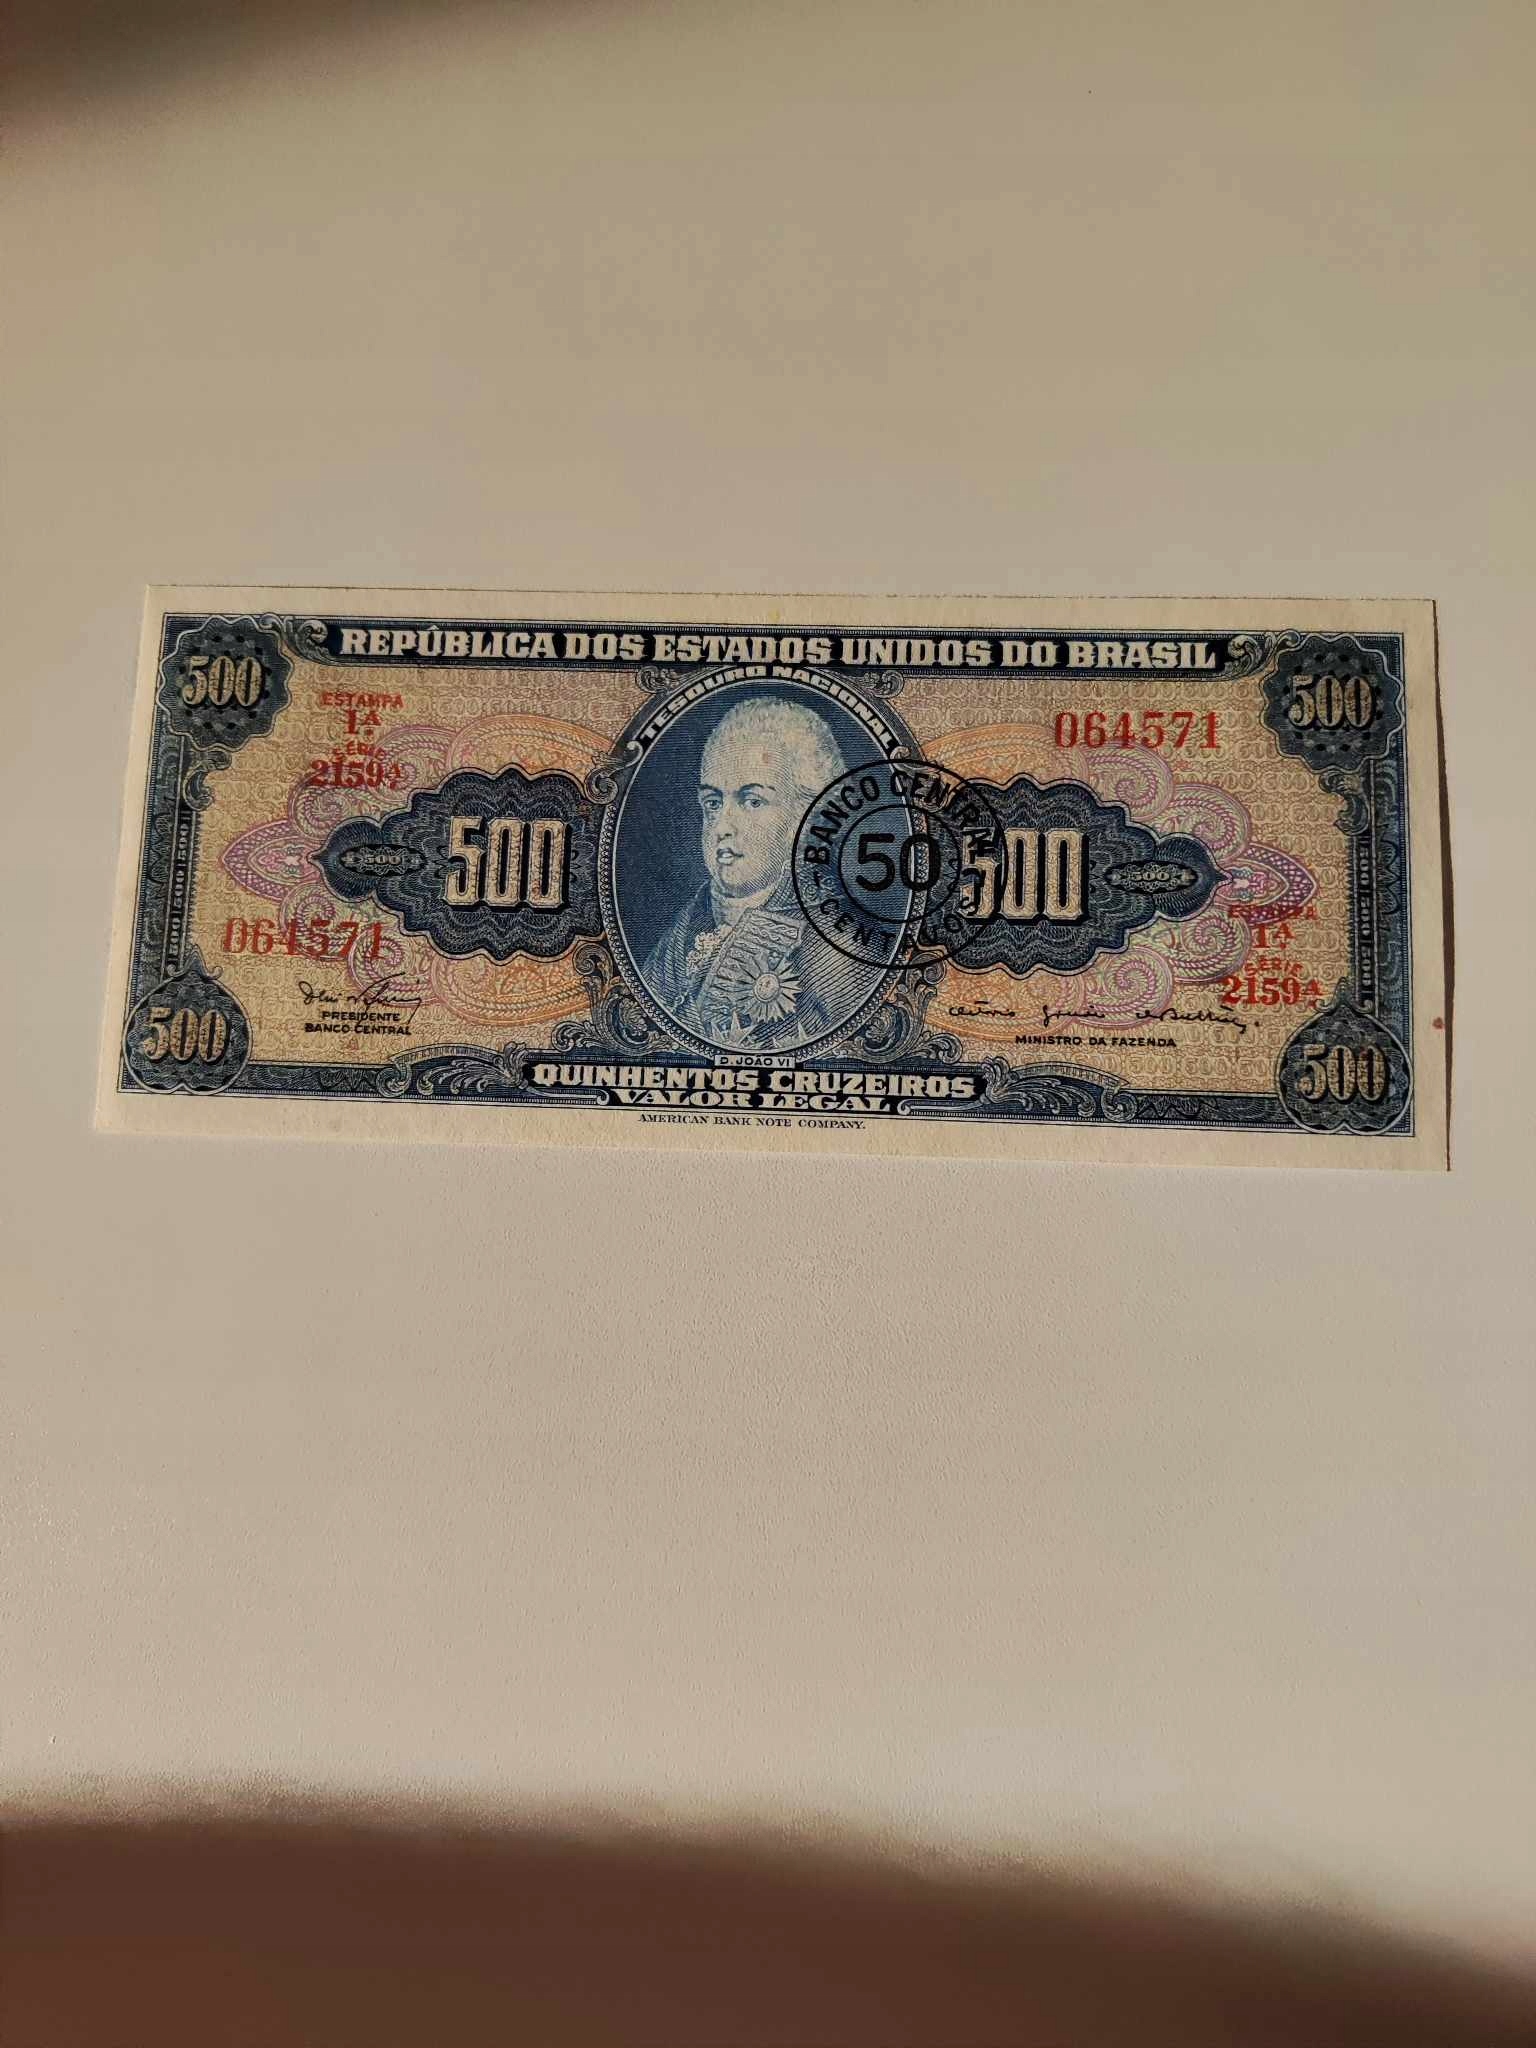 REPÚBLICA DOS ESTADOS UNIDOS DO BRASIL
TESOURO NACIONAL
500
500
ESTAMPA
1A
SÉRIE
2159A
064571
500
500
BANCO CENTRAL
50
CENTAVOS
500
500
064571
ESTAMPA
1A
SÉRIE
2159A
PRESIDENTE
BANCO CENTRAL
MINISTRO DA FAZENDA
500
500
D. JOÃO VI
QUINHENTOS CRUZEIROS
VALOR LEGAL
AMERICAN BANK NOTE COMPANY.